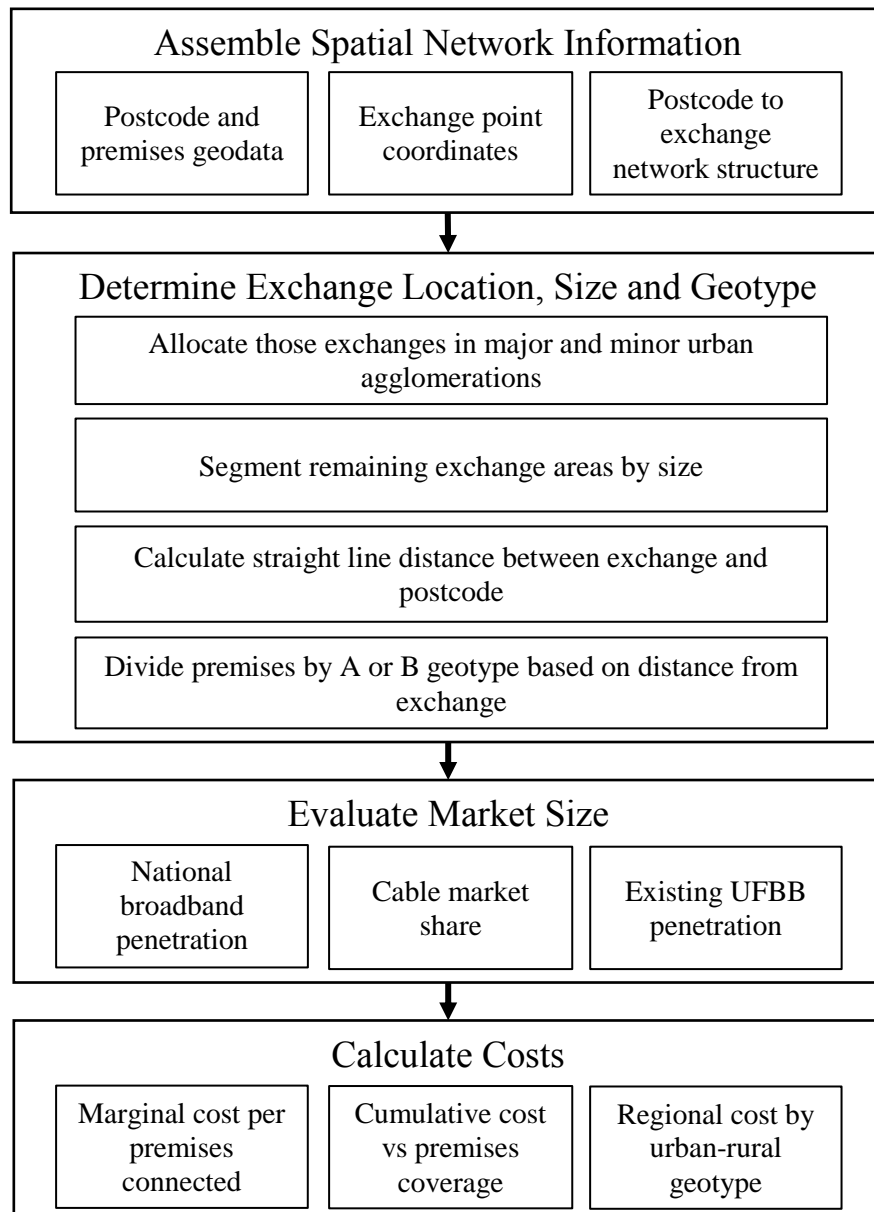 Assemble Spatial Network Information
Postcode and
premises geodata
Exchange point
coordinates
Postcode to
exchange
network structure
Determine Exchange Location, Size and Geotype
Allocate those exchanges in major and minor urban
agglomerations
Segment remaining exchange areas by size
Calculate straight line distance between exchange and
postcode
Divide premises by A or B geotype based on distance from
exchange
Evaluate Market Size
National
broadband
penetration
Cable market
share
Existing UFBB
penetration
Calculate Costs
Marginal cost per
premises
connected
Cumulative cost
vs premises
coverage
Regional cost by
urban-rural
geotype